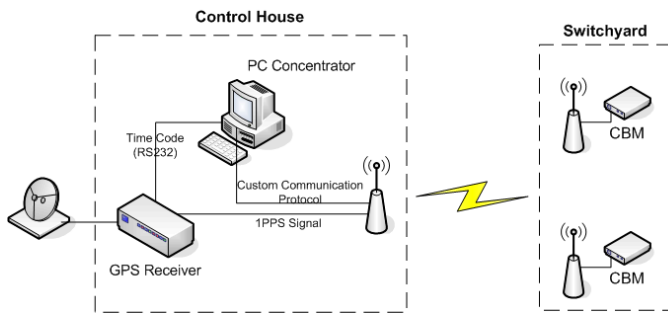 Control House
Switchyard
PC Concentrator
CBM
Time Code
(RS232)
Custom Communication
Protocol
1PPS Signal
GPS Receiver
CBM